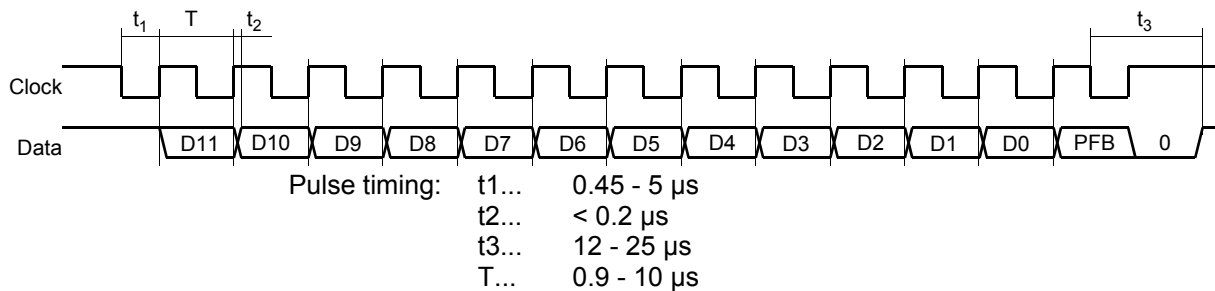 t1 T t2 t3
Clock
Data D11 D10 D9 D8 D7 D6 D5 D4 D3 D2 D1 D0 PFB 0
Pulse timing: t1... 0.45 - 5 µs
t2... < 0.2 µs
t3... 12 - 25 µs
T... 0.9 - 10 µs